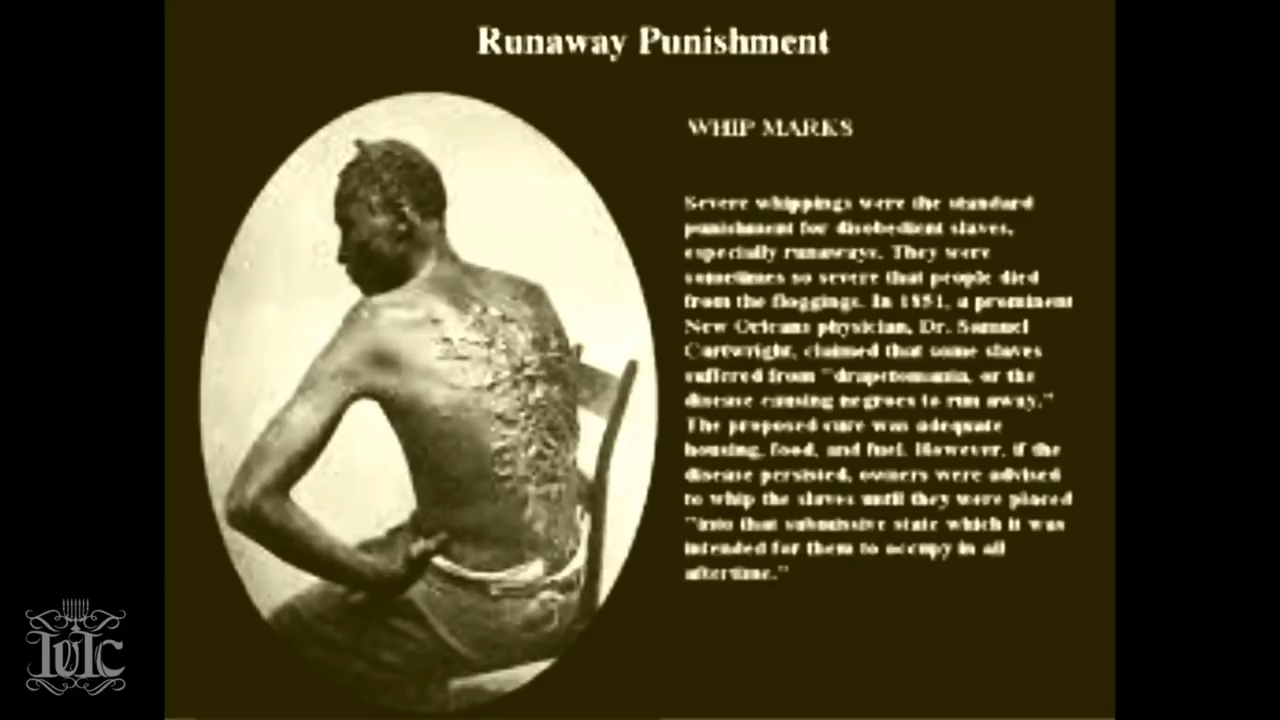 Runaway Punishment
WHIP MARKS
Severe whippings were the standard
punishment for disobedient slaves,
especially runaways. They were
sometimes so severe that people died
from the floggings. In 1851, a prominent
New Orleans physician, Dr. Samuel
Cartwright, claimed that some slaves
suffered from "drapetomania, or the
disease causing negroes to run away."
The proposed cure was adequate
housing, food, and fuel. However, if the
disease persisted, owners were advised
to whip the slaves until they were placed
"into that submissive state which it was
intended for them to occupy in all
aftertime."
IUIC